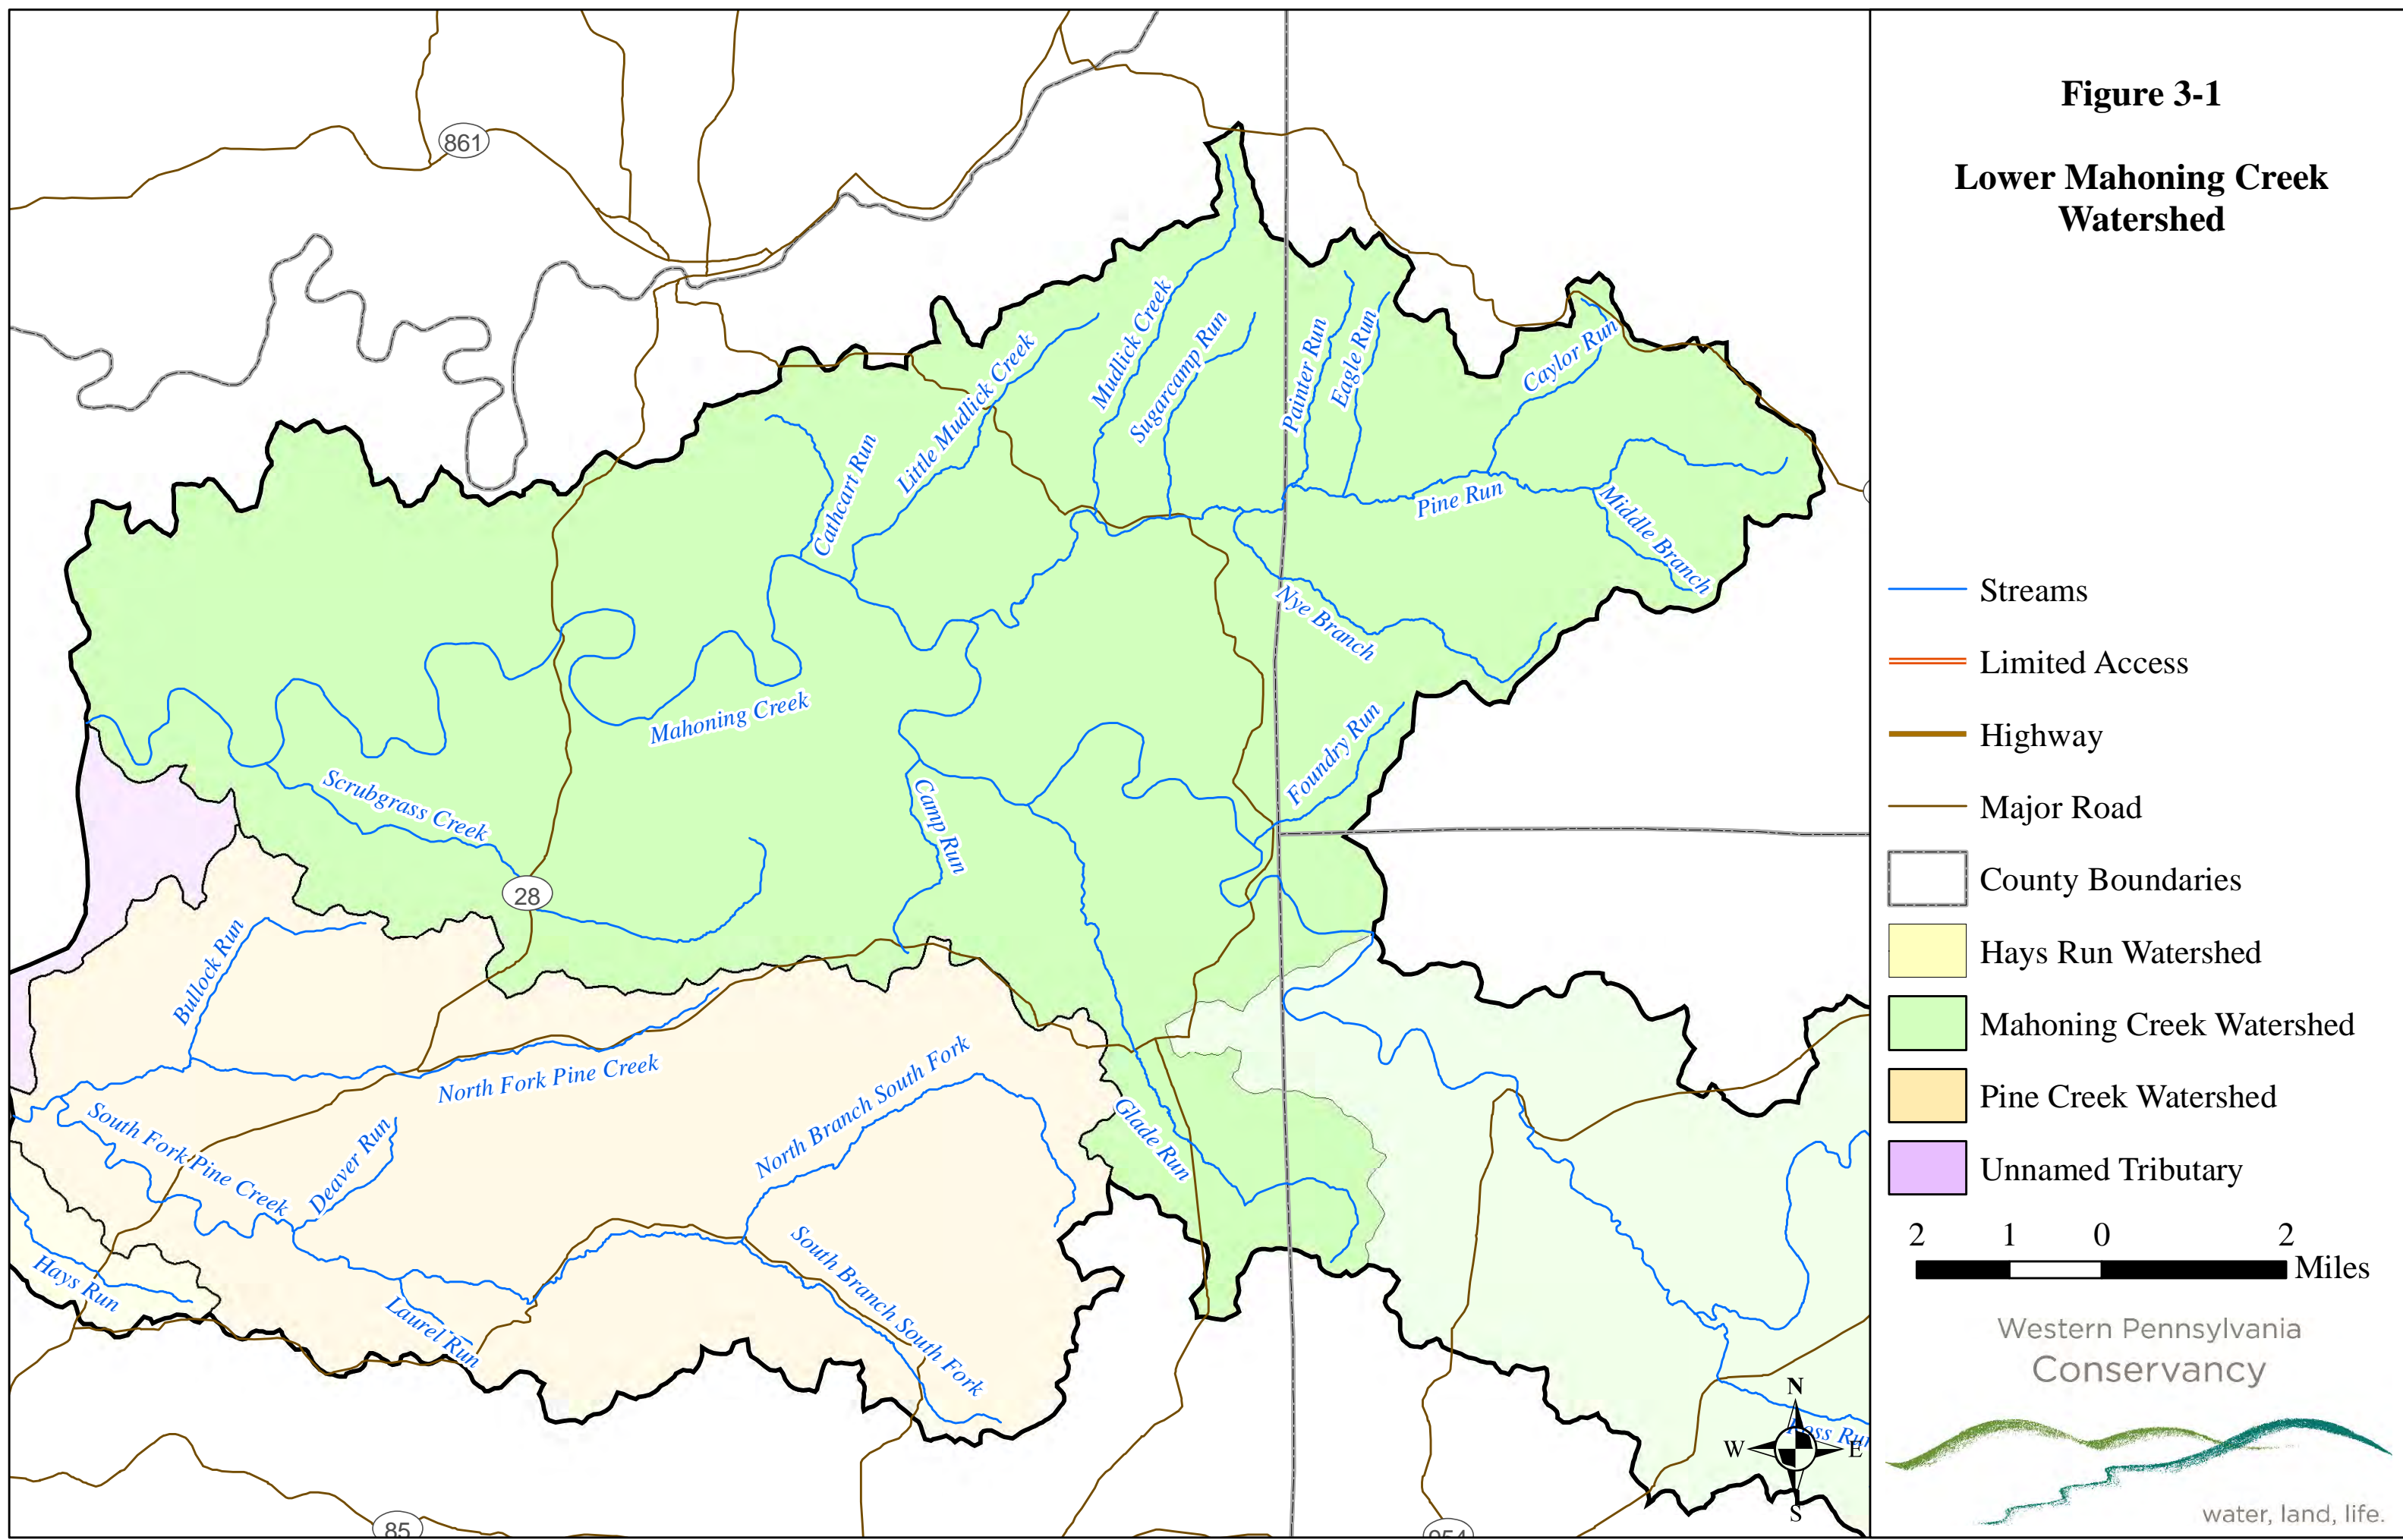 Figure 3-1
Lower Mahoning Creek
Watershed
861
Mudlick Creek
Sugarcamp Run
Little Mudlick Creek
Painter Run
Eagle Run
Caylor Run
Cathcart Run
Pine Run
Middle Branch
Nye Branch
Mahoning Creek
Foundry Run
Scrubgrass Creek
Camp Run
28
Bullock Run
North Fork Pine Creek
North Branch South Fork
Glade Run
South Fork Pine Creek
Deaver Run
Hays Run
Laurel Run
South Branch South Fork
85
Streams
Limited Access
Highway
Major Road
County Boundaries
Hays Run Watershed
Mahoning Creek Watershed
Pine Creek Watershed
Unnamed Tributary
2 1 0 2
Miles
N
W E
S
Western Pennsylvania
Conservancy
water, land, life.